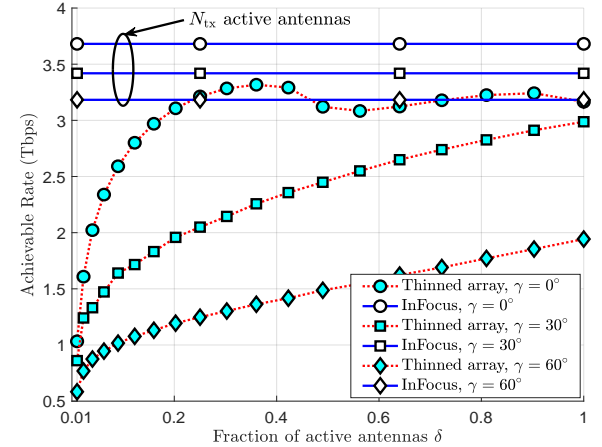 N_tx active antennas
4
3.5
3
2.5
2
1.5
1
0.5
Achievable Rate (Tbps)
Thinned array, γ = 0°
InFocus, γ = 0°
Thinned array, γ = 30°
InFocus, γ = 30°
Thinned array, γ = 60°
InFocus, γ = 60°
0.01 0.2 0.4 0.6 0.8 1
Fraction of active antennas δ